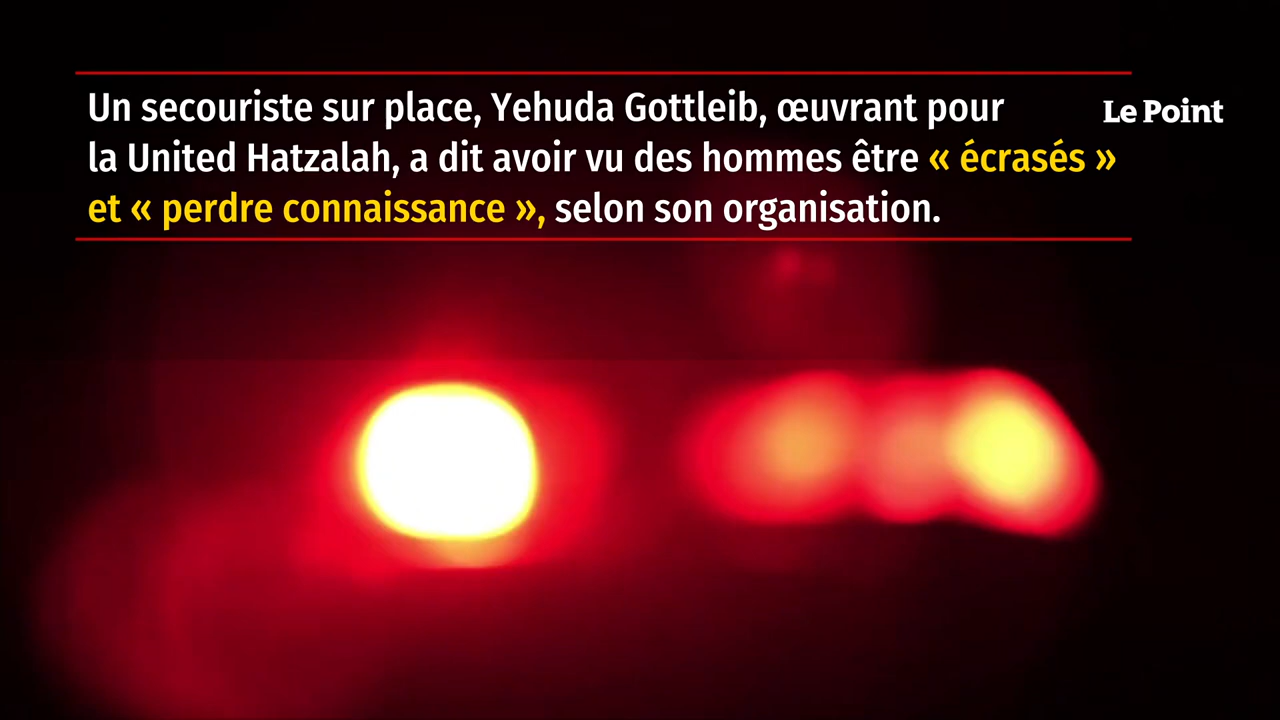 Un secouriste sur place, Yehuda Gottleib, œuvrant pour
Le Point
la United Hatzalah, a dit avoir vu des hommes être « écrasés »
et « perdre connaissance », selon son organisation.